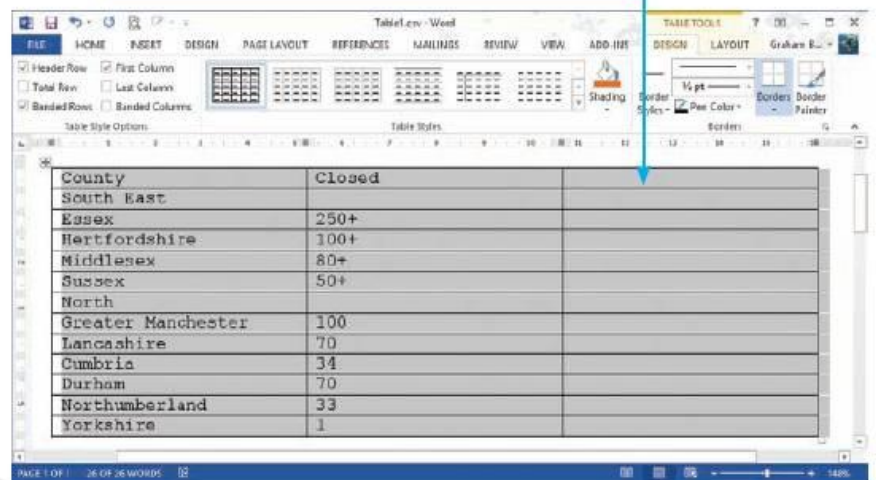 Table1.csv - Word
TABLE TOOLS
FILE HOME INSERT DESIGN PAGE LAYOUT REFERENCES MAILINGS REVIEW VIEW ADD-INS DESIGN LAYOUT Graham B...
Header Row First Column
Total Row Last Column
Banded Rows Banded Columns
Table Style Options
Table Styles
Shading
Border Styles
½ pt
Pen Color
Borders
Border Painter
Borders
County Closed
South East
Essex 250+
Hertfordshire 100+
Middlesex 80+
Sussex 50+
North
Greater Manchester 100
Lancashire 70
Cumbria 34
Durham 70
Northumberland 33
Yorkshire 1
PAGE 1 OF 1 26 OF 26 WORDS 148%